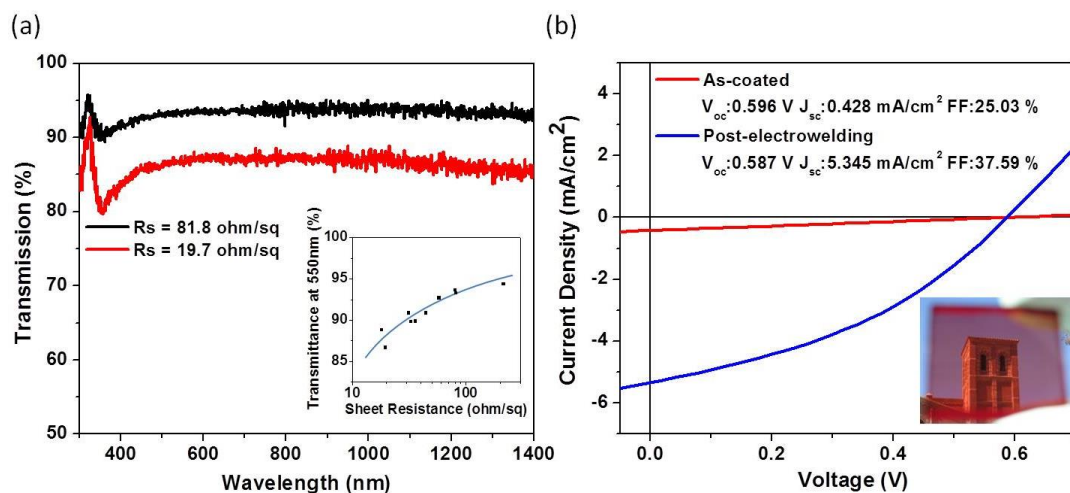 (a)
100
90
80
70
60
50
Transmission (%)
400 600 800 1000 1200 1400
Wavelength (nm)
Rs = 81.8 ohm/sq
Rs = 19.7 ohm/sq
100
95
90
85
Transmittance at 550nm (%)
10 100
Sheet Resistance (ohm/sq)
(b)
4
2
0
-2
-4
-6
Current Density (mA/cm²)
0.0 0.2 0.4 0.6
Voltage (V)
As-coated
Voc:0.596 V Jsc:0.428 mA/cm² FF:25.03 %
Post-electrowelding
Voc:0.587 V Jsc:5.345 mA/cm² FF:37.59 %